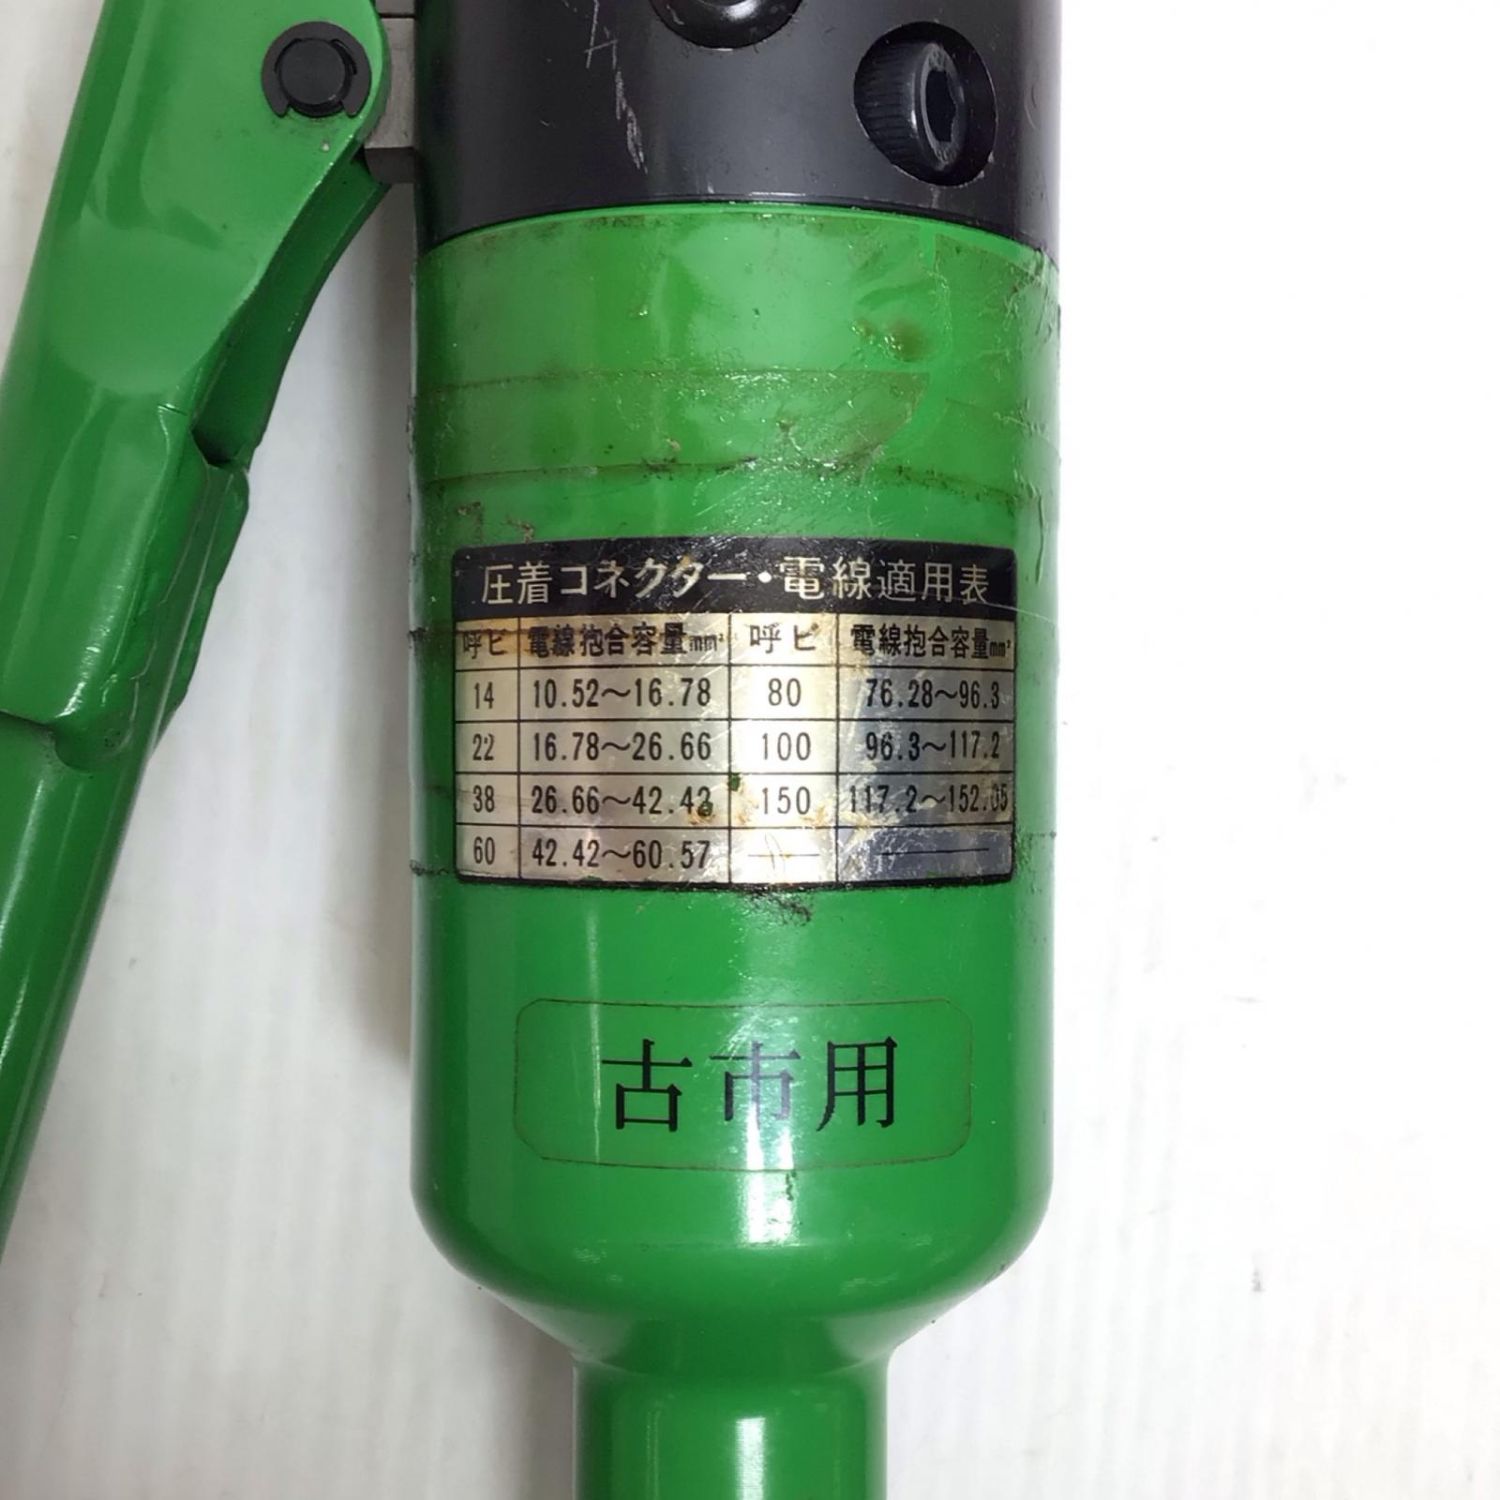 圧着コネクター・電線適用表
呼ビ 電線抱合容量mm² 呼ビ 電線抱合容量mm²
14 10.52～16.78 80 76.28～96.3
22 16.78～26.66 100 96.3～117.2
38 26.66～42.42 150 117.2～152.05
60 42.42～60.57
古市用